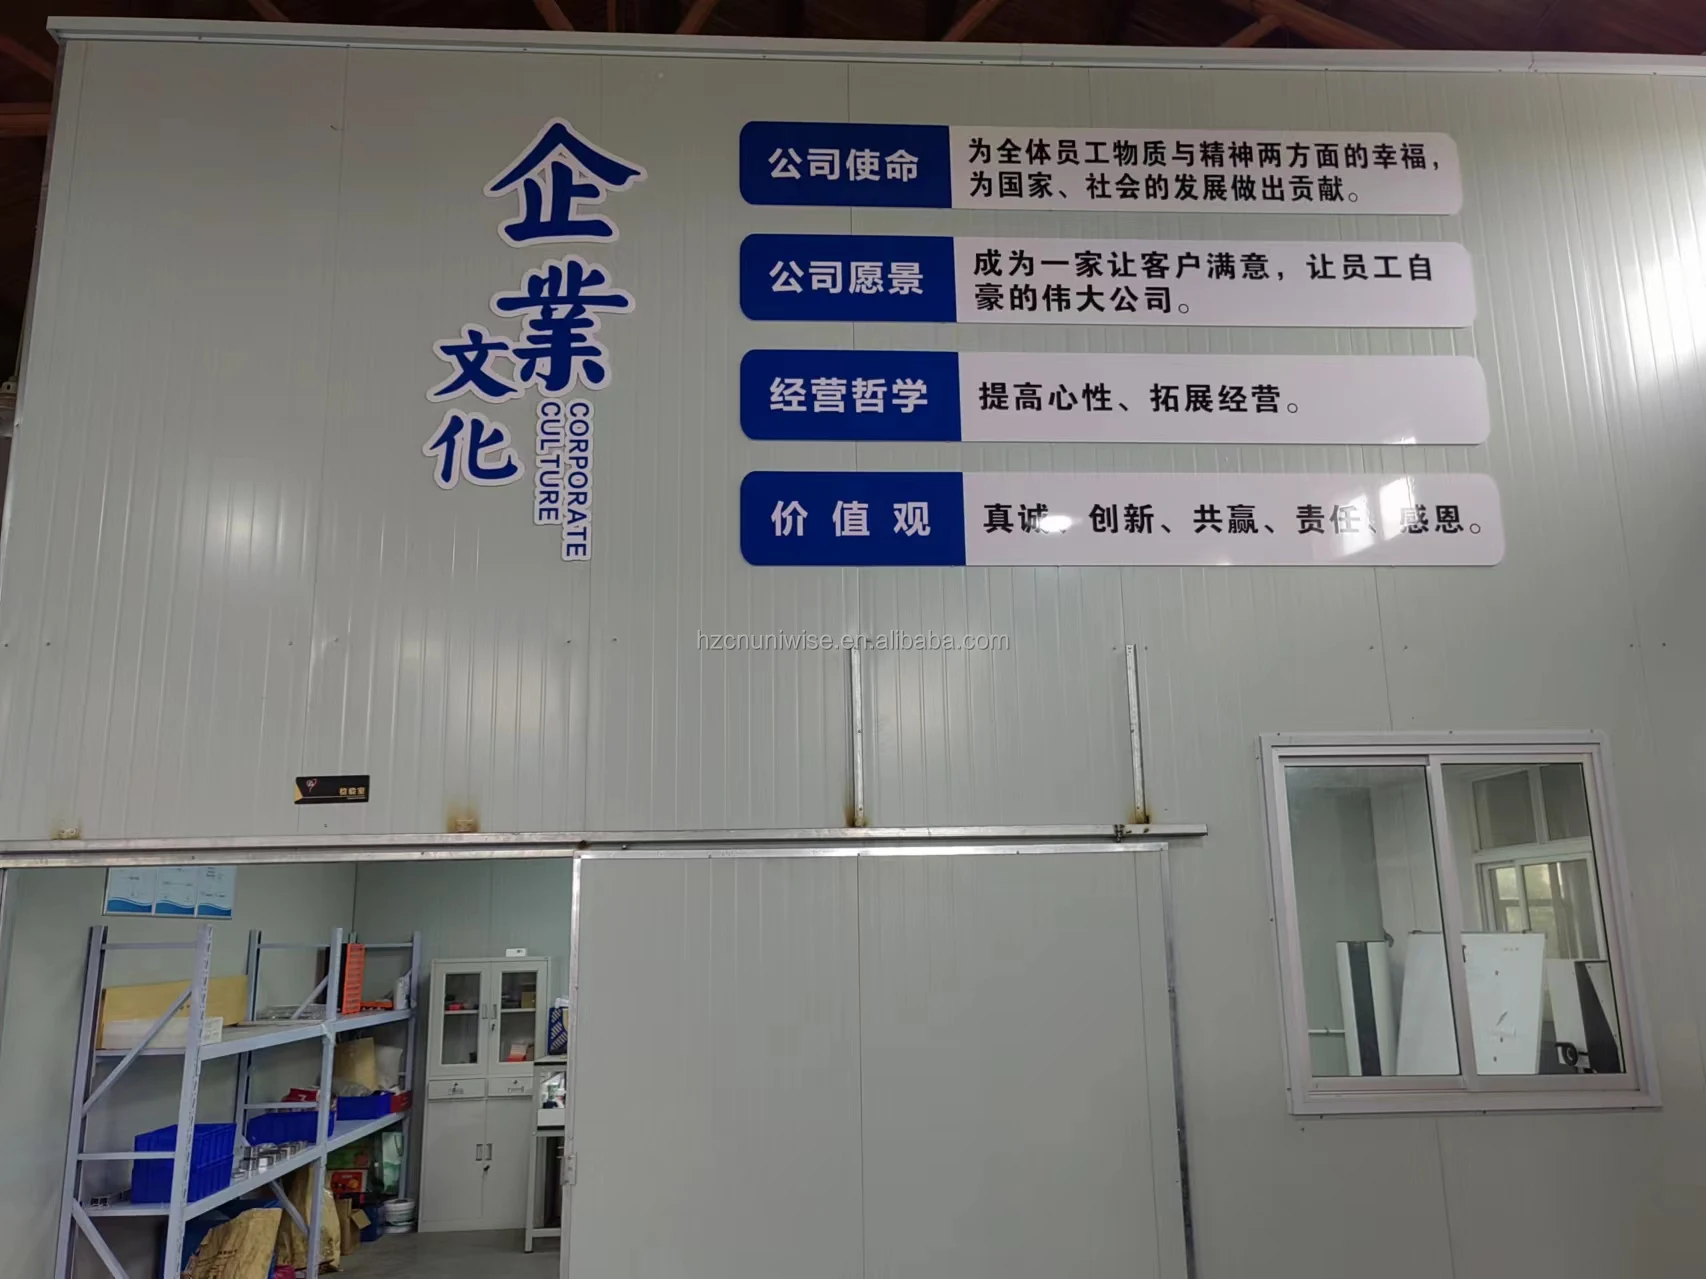 企業
文化
CORPORATE
CULTURE
公司使命
为全体员工物质与精神两方面的幸福，
为国家、社会的发展做出贡献。
公司愿景
成为一家让客户满意，让员工自
豪的伟大公司。
经营哲学
提高心性、拓展经营。
价值观
真诚、创新、共赢、责任、感恩。
hzcnuniwise.en.alibaba.com
检验室